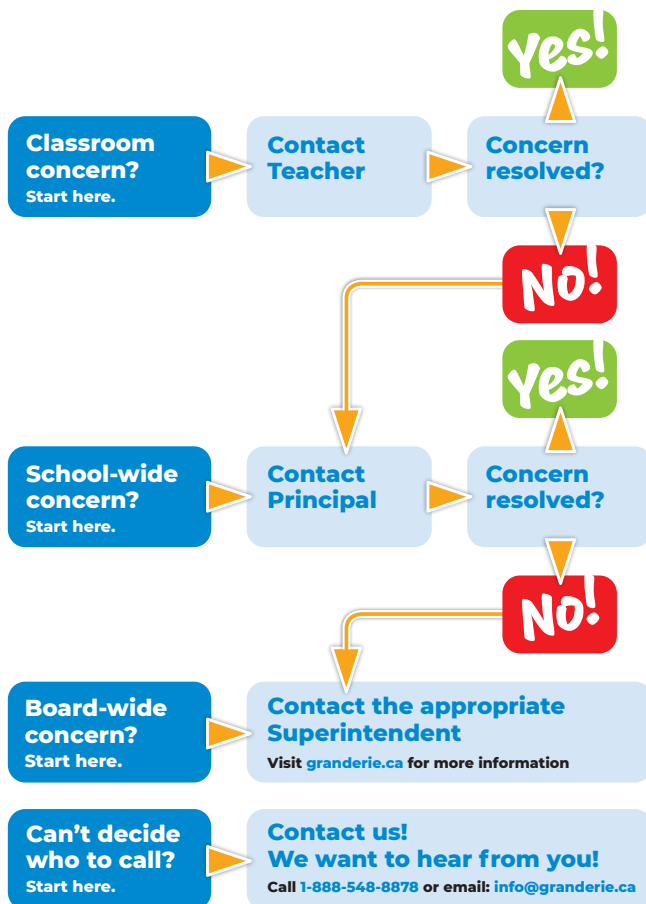 Yes!
Classroom
concern?
Start here.
Contact
Teacher
Concern
resolved?
No!
Yes!
School-wide
concern?
Start here.
Contact
Principal
Concern
resolved?
No!
Board-wide
concern?
Start here.
Contact the appropriate
Superintendent
Visit granderie.ca for more information
Can't decide
who to call?
Start here.
Contact us!
We want to hear from you!
Call 1-888-548-8878 or email: info@granderie.ca